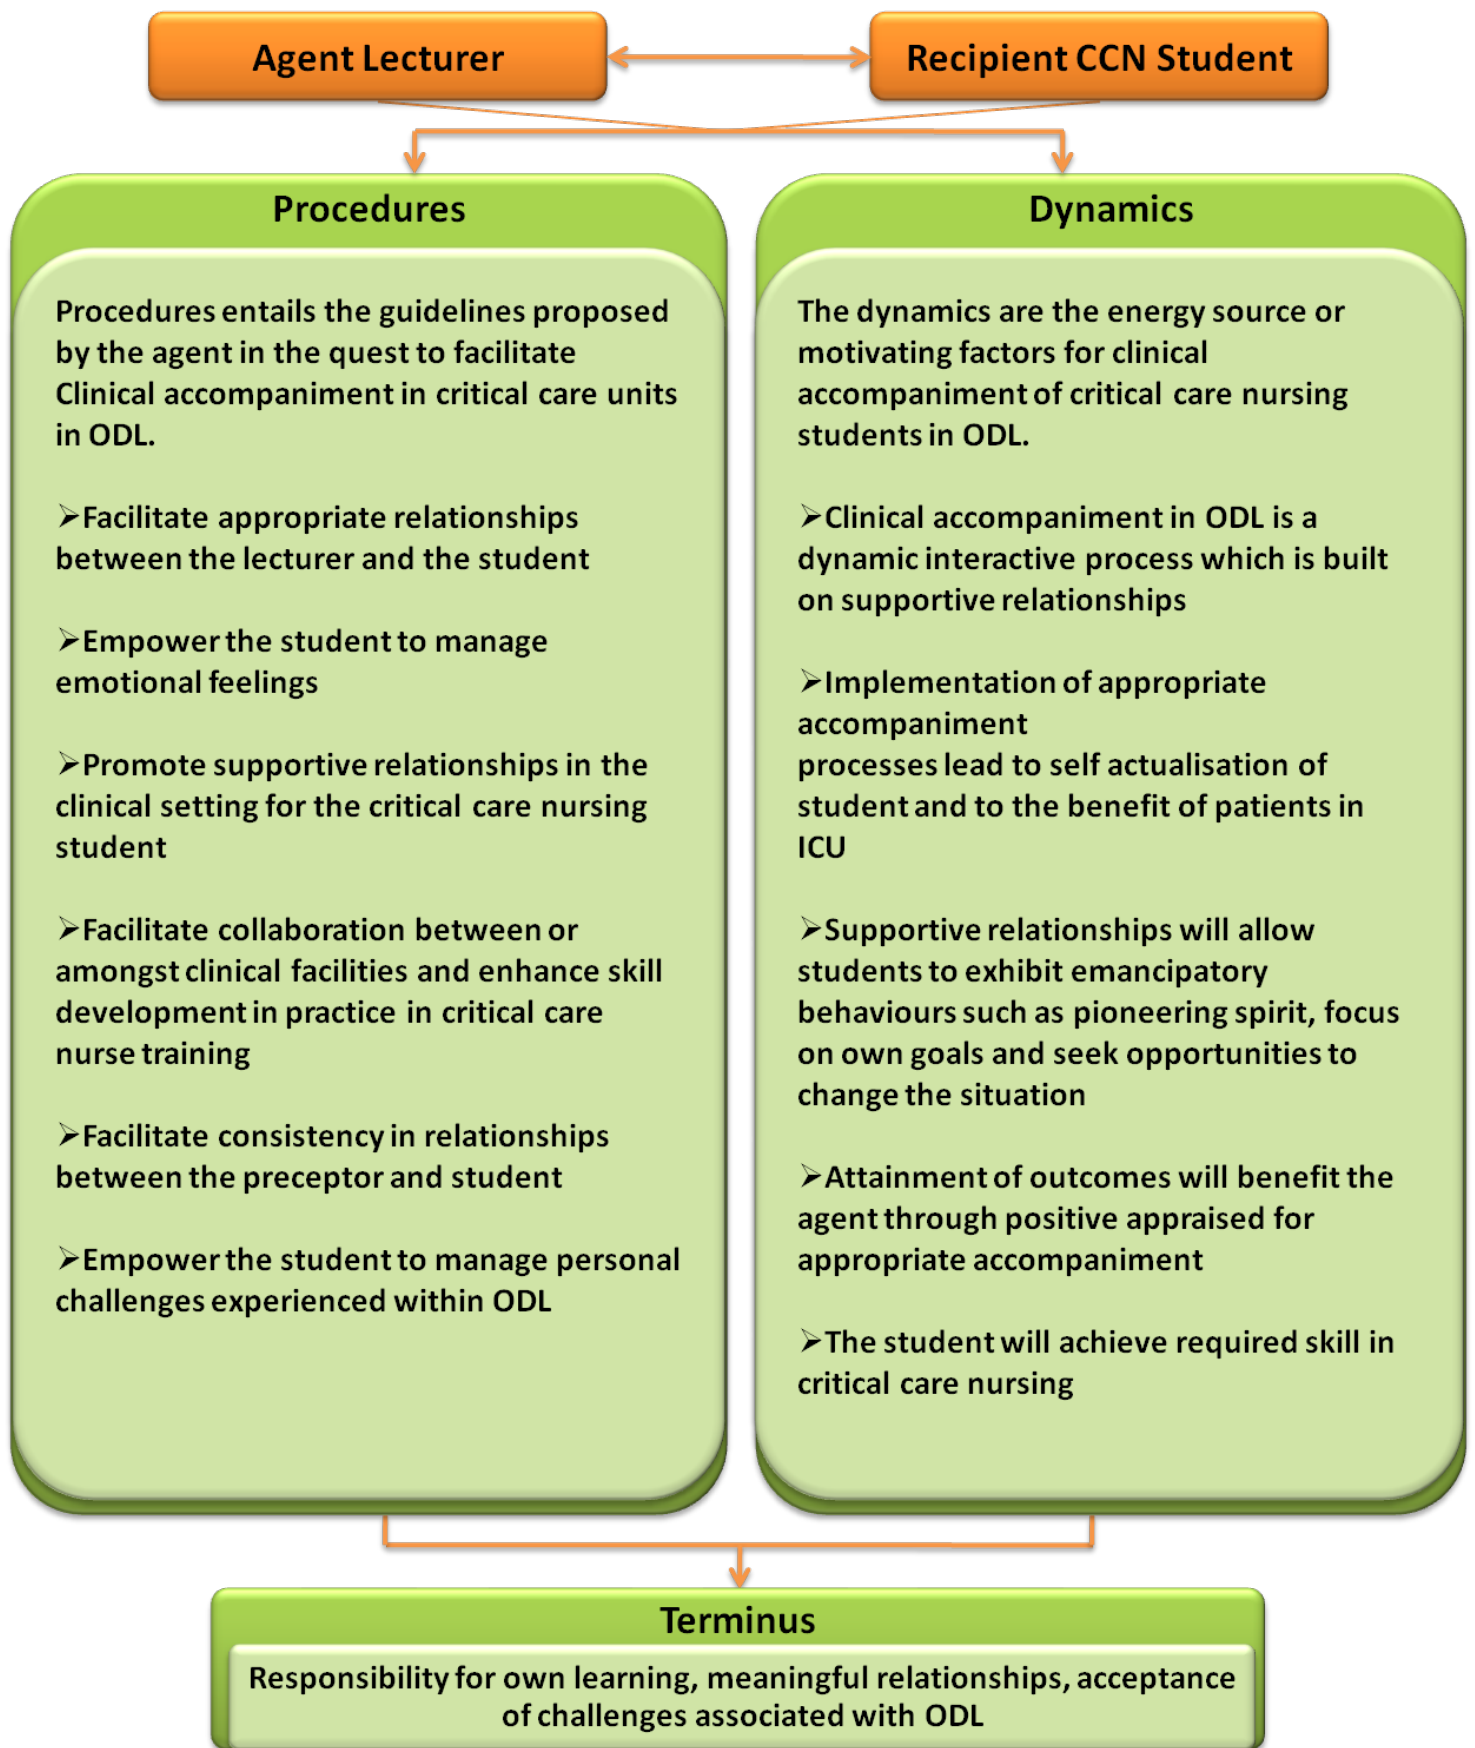 Agent Lecturer
Recipient CCN Student
Procedures
Procedures entails the guidelines proposed
by the agent in the quest to facilitate
Clinical accompaniment in critical care units
in ODL.
➢Facilitate appropriate relationships
between the lecturer and the student
➢Empower the student to manage
emotional feelings
➢Promote supportive relationships in the
clinical setting for the critical care nursing
student
➢Facilitate collaboration between or
amongst clinical facilities and enhance skill
development in practice in critical care
nurse training
➢Facilitate consistency in relationships
between the preceptor and student
➢Empower the student to manage personal
challenges experienced within ODL
Dynamics
The dynamics are the energy source or
motivating factors for clinical
accompaniment of critical care nursing
students in ODL.
➢Clinical accompaniment in ODL is a
dynamic interactive process which is built
on supportive relationships
➢Implementation of appropriate
accompaniment
processes lead to self actualisation of
student and to the benefit of patients in
ICU
➢Supportive relationships will allow
students to exhibit emancipatory
behaviours such as pioneering spirit, focus
on own goals and seek opportunities to
change the situation
➢Attainment of outcomes will benefit the
agent through positive appraised for
appropriate accompaniment
➢The student will achieve required skill in
critical care nursing
Terminus
Responsibility for own learning, meaningful relationships, acceptance
of challenges associated with ODL